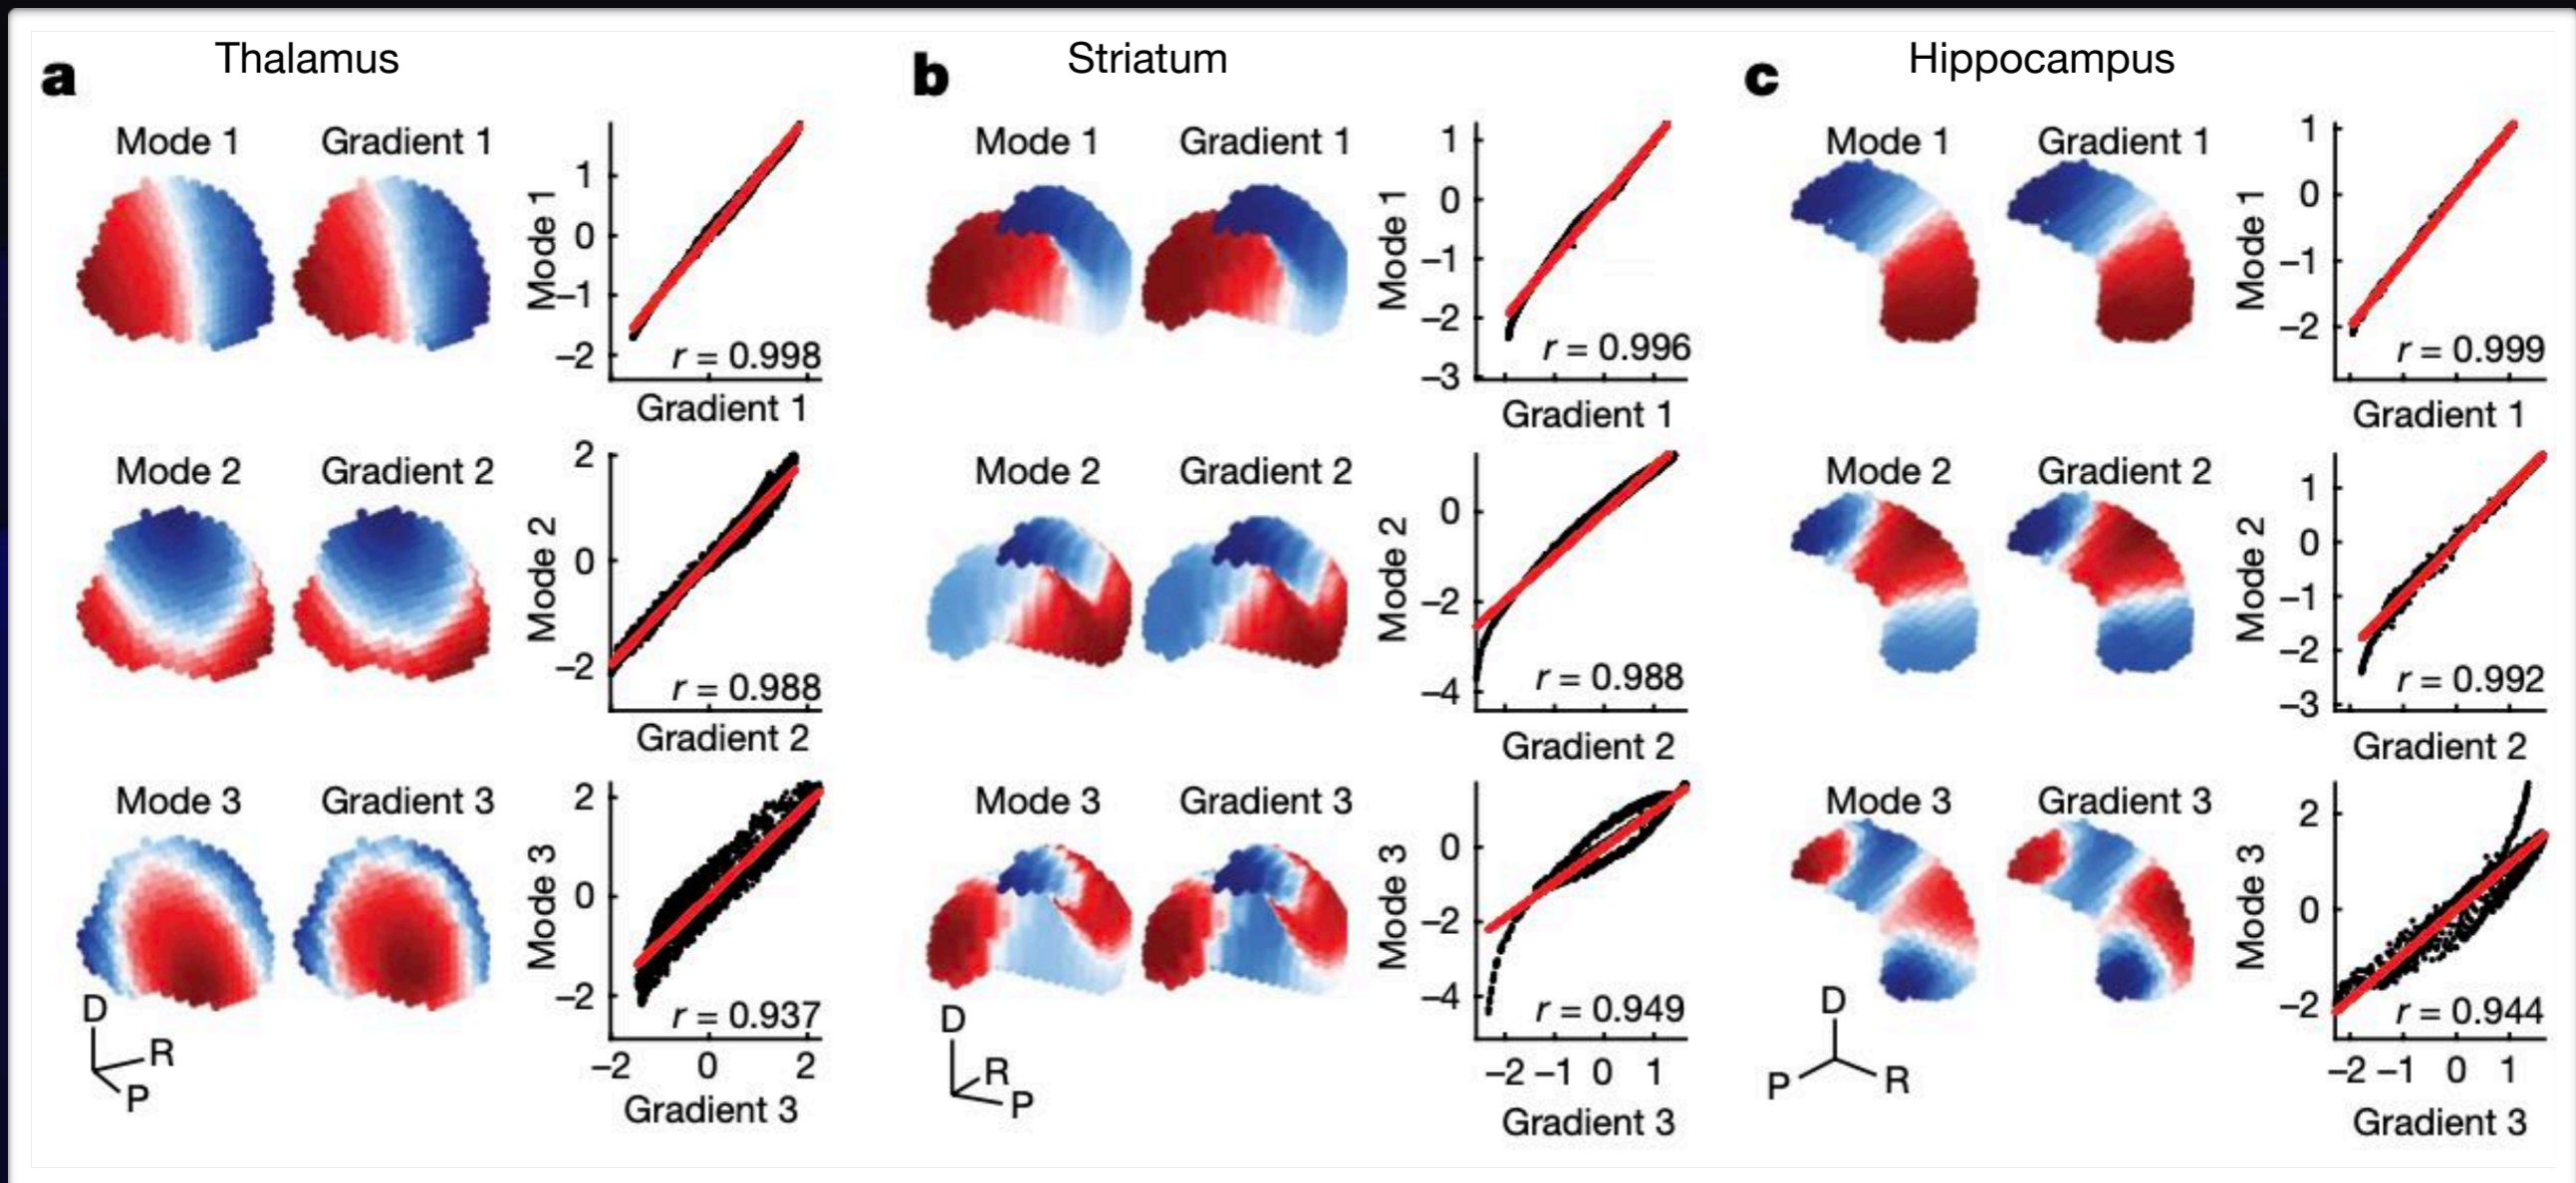 a Thalamus
Mode 1 Gradient 1
Mode 1
1
0
−1
−2
r = 0.998
Gradient 1
Mode 2 Gradient 2
Mode 2
2
0
−2
r = 0.988
Gradient 2
Mode 3 Gradient 3
Mode 3
2
0
−2
r = 0.937
−2 0 2
Gradient 3
D
R
P
b Striatum
Mode 1 Gradient 1
Mode 1
1
0
−1
−2
−3
r = 0.996
Gradient 1
Mode 2 Gradient 2
Mode 2
0
−2
−4
r = 0.988
Gradient 2
Mode 3 Gradient 3
Mode 3
0
−2
−4
r = 0.949
−2 −1 0 1
Gradient 3
D
R
P
c Hippocampus
Mode 1 Gradient 1
Mode 1
1
0
−1
−2
r = 0.999
Gradient 1
Mode 2 Gradient 2
Mode 2
1
0
−1
−2
−3
r = 0.992
Gradient 2
Mode 3 Gradient 3
Mode 3
2
0
−2
r = 0.944
−2 −1 0 1
Gradient 3
D
P R